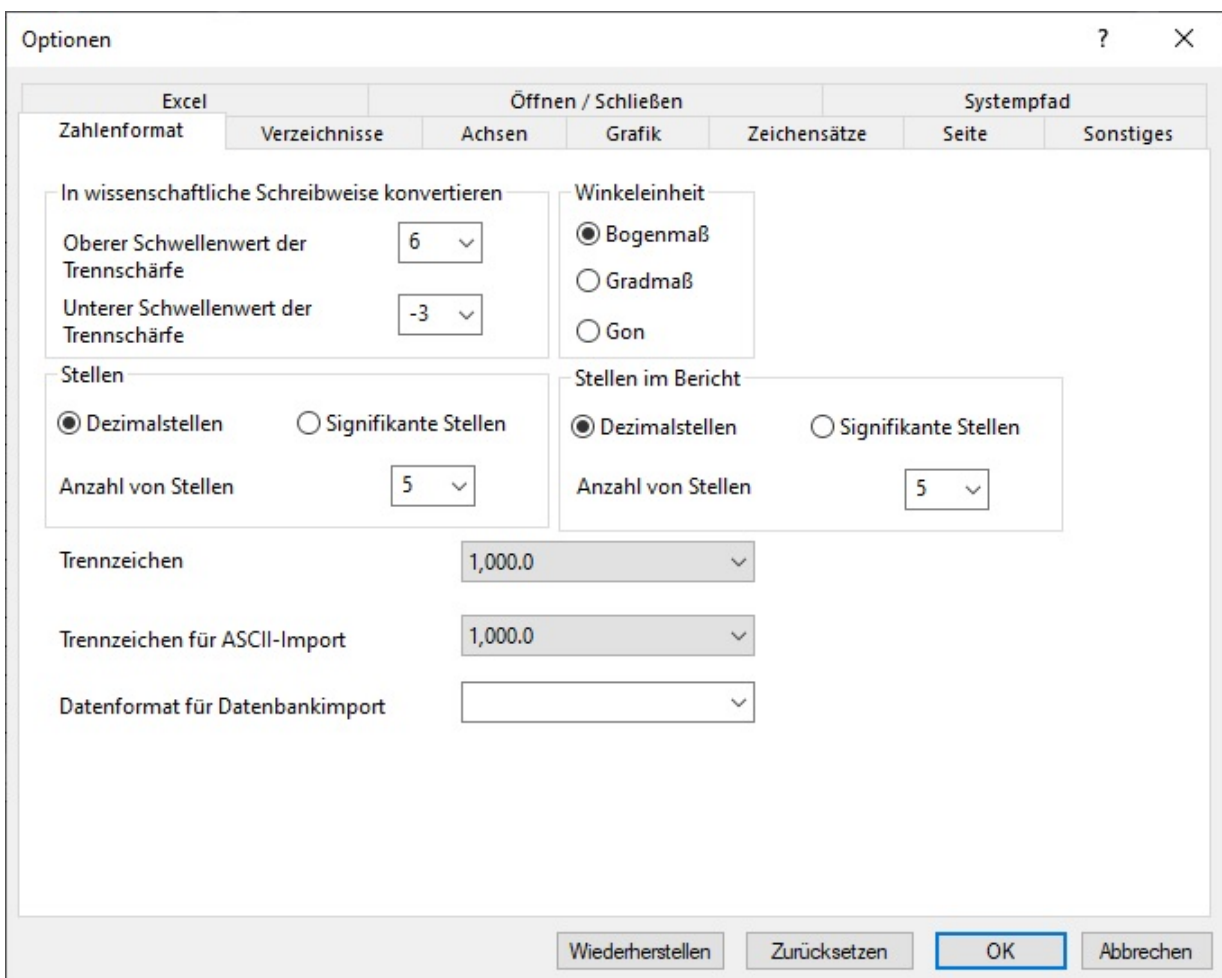 Optionen
?
Excel
Öffnen / Schließen
Systempfad
Zahlenformat
Verzeichnisse
Achsen
Grafik
Zeichensätze
Seite
Sonstiges
In wissenschaftliche Schreibweise konvertieren
Oberer Schwellenwert der
Trennschärfe
6
Unterer Schwellenwert der
Trennschärfe
-3
Winkeleinheit
Bogenmaß
Gradmaß
Gon
Stellen
Dezimalstellen
Signifikante Stellen
Anzahl von Stellen
5
Stellen im Bericht
Dezimalstellen
Signifikante Stellen
Anzahl von Stellen
5
Trennzeichen
1,000.0
Trennzeichen für ASCII-Import
1,000.0
Datenformat für Datenbankimport
Wiederherstellen
Zurücksetzen
OK
Abbrechen